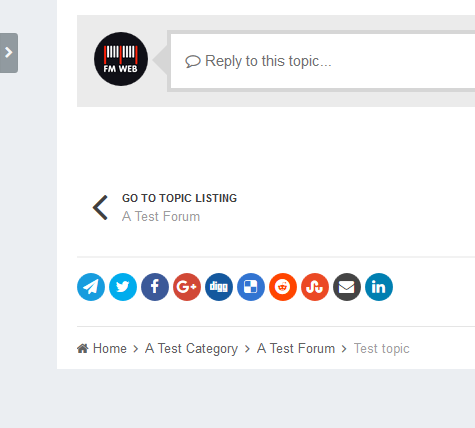 FM WEB
Reply to this topic...
GO TO TOPIC LISTING
A Test Forum
digg
Home > A Test Category > A Test Forum > Test topic